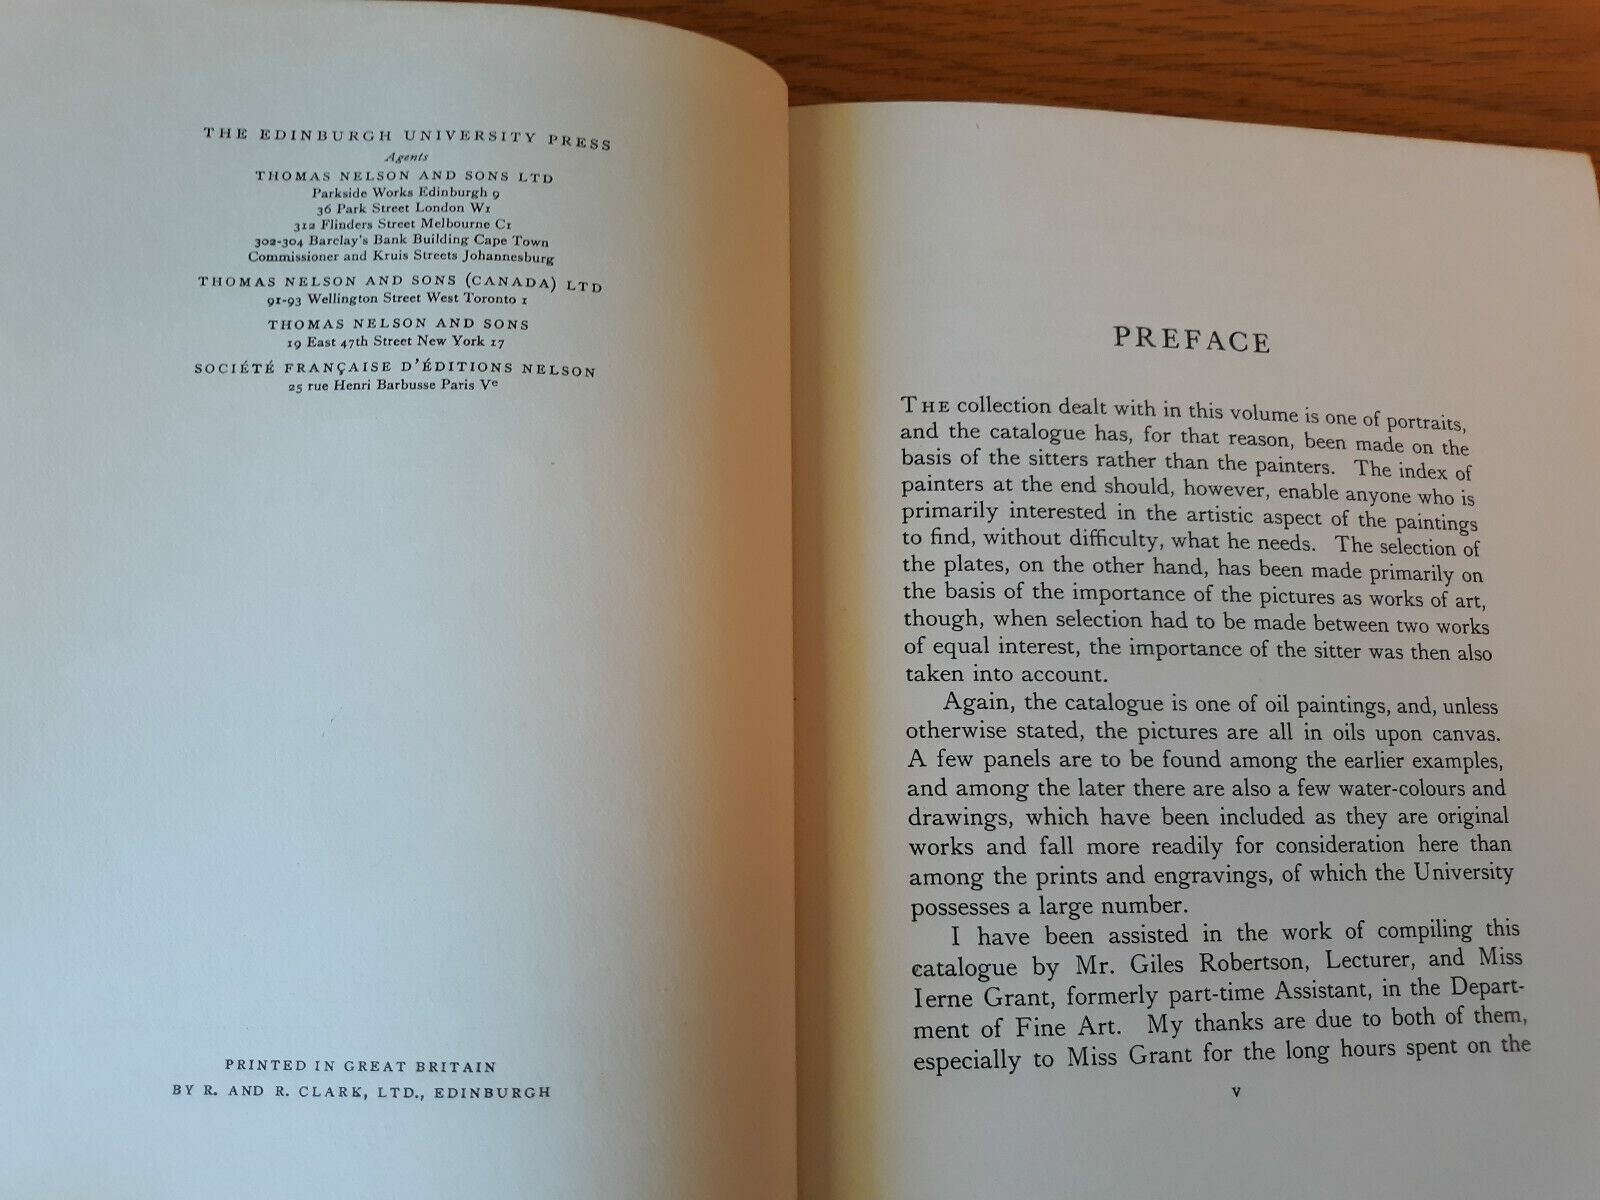 THE EDINBURGH UNIVERSITY PRESS
Agents
THOMAS NELSON AND SONS LTD
Parkside Works Edinburgh 9
36 Park Street London W1
312 Flinders Street Melbourne C1
302-304 Barclay's Bank Building Cape Town
Commissioner and Kruis Streets Johannesburg
THOMAS NELSON AND SONS (CANADA) LTD
91-93 Wellington Street West Toronto 1
THOMAS NELSON AND SONS
19 East 47th Street New York 17
SOCIÉTÉ FRANÇAISE D'ÉDITIONS NELSON
25 rue Henri Barbusse Paris Ve
PRINTED IN GREAT BRITAIN
BY R. AND R. CLARK, LTD., EDINBURGH
PREFACE
THE collection dealt with in this volume is one of portraits,
and the catalogue has, for that reason, been made on the
basis of the sitters rather than the painters. The index of
painters at the end should, however, enable anyone who is
primarily interested in the artistic aspect of the paintings
to find, without difficulty, what he needs. The selection of
the plates, on the other hand, has been made primarily on
the basis of the importance of the pictures as works of art,
though, when selection had to be made between two works
of equal interest, the importance of the sitter was then also
taken into account.
Again, the catalogue is one of oil paintings, and, unless
otherwise stated, the pictures are all in oils upon canvas.
A few panels are to be found among the earlier examples,
and among the later there are also a few water-colours and
drawings, which have been included as they are original
works and fall more readily for consideration here than
among the prints and engravings, of which the University
possesses a large number.
I have been assisted in the work of compiling this
catalogue by Mr. Giles Robertson, Lecturer, and Miss
Ierne Grant, formerly part-time Assistant, in the Depart-
ment of Fine Art. My thanks are due to both of them,
especially to Miss Grant for the long hours spent on the
v